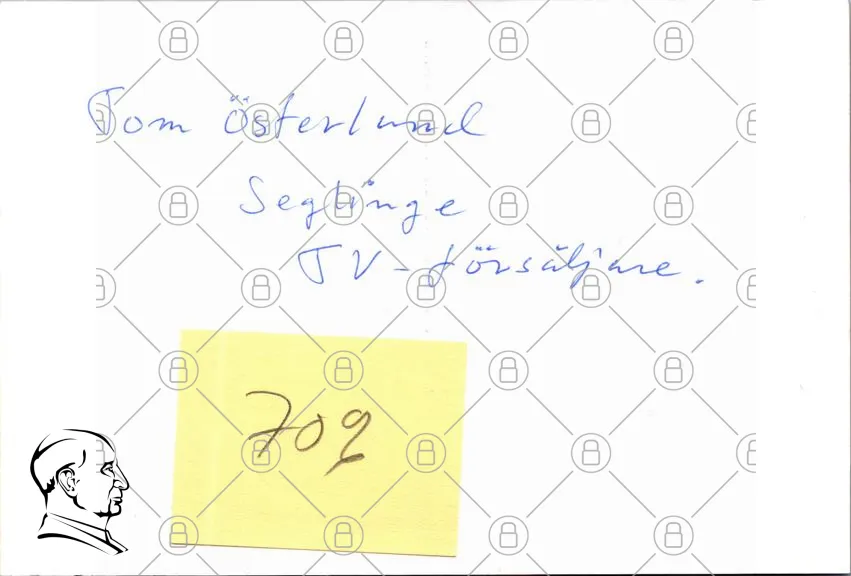 Tom Österlund
Seglinge
TV-försäljare.
709